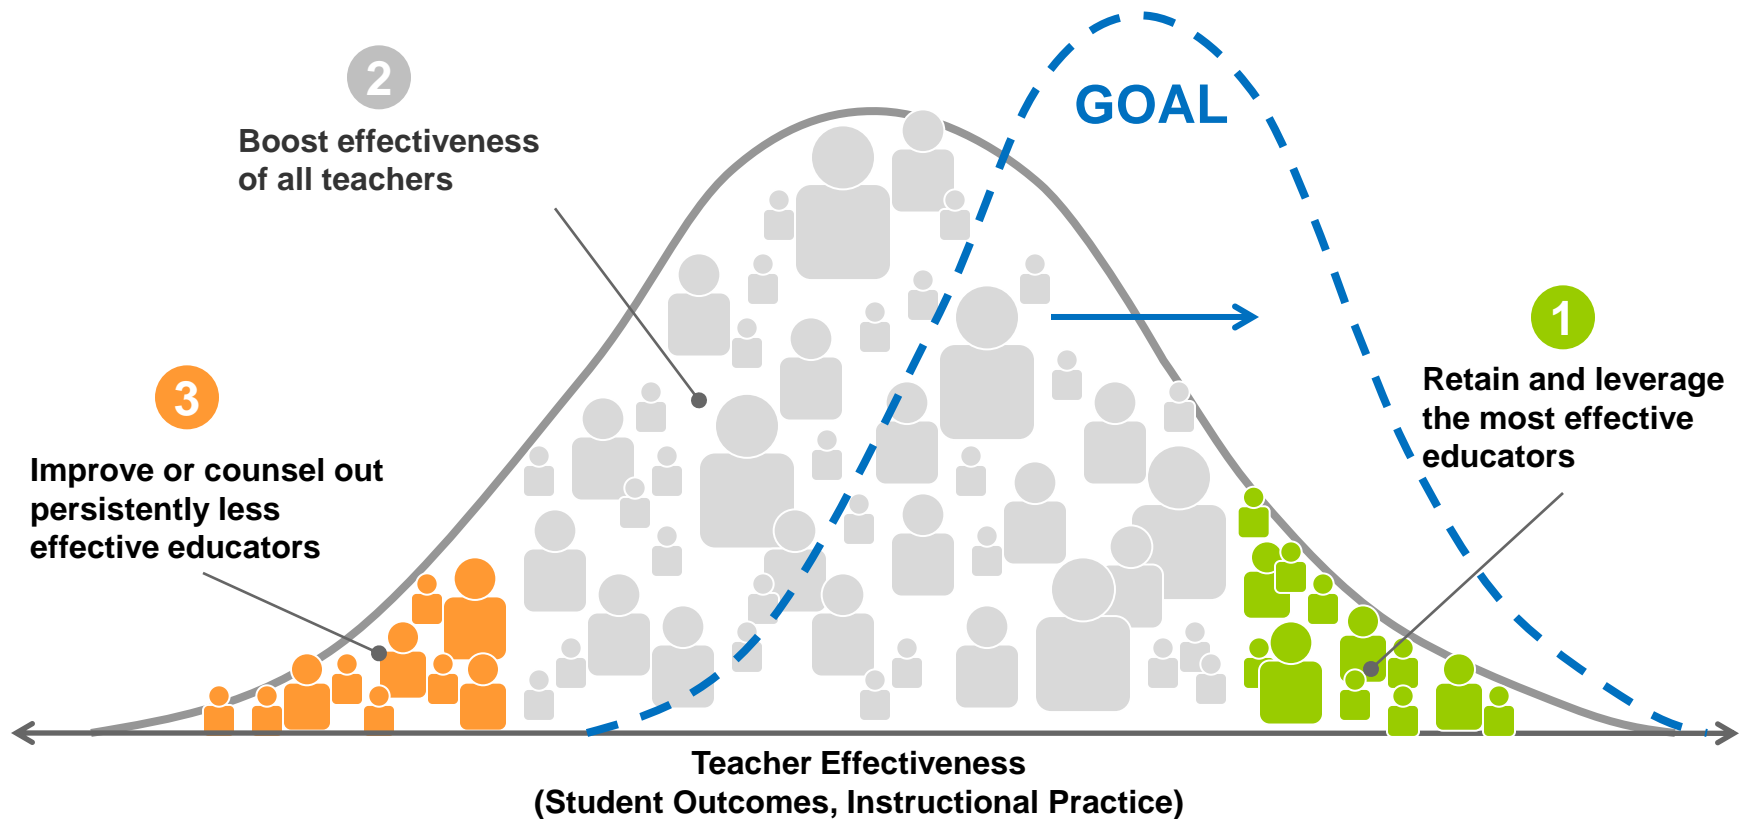 2
Boost effectiveness
of all teachers
GOAL
1
Retain and leverage
the most effective
educators
3
Improve or counsel out
persistently less
effective educators
Teacher Effectiveness
(Student Outcomes, Instructional Practice)